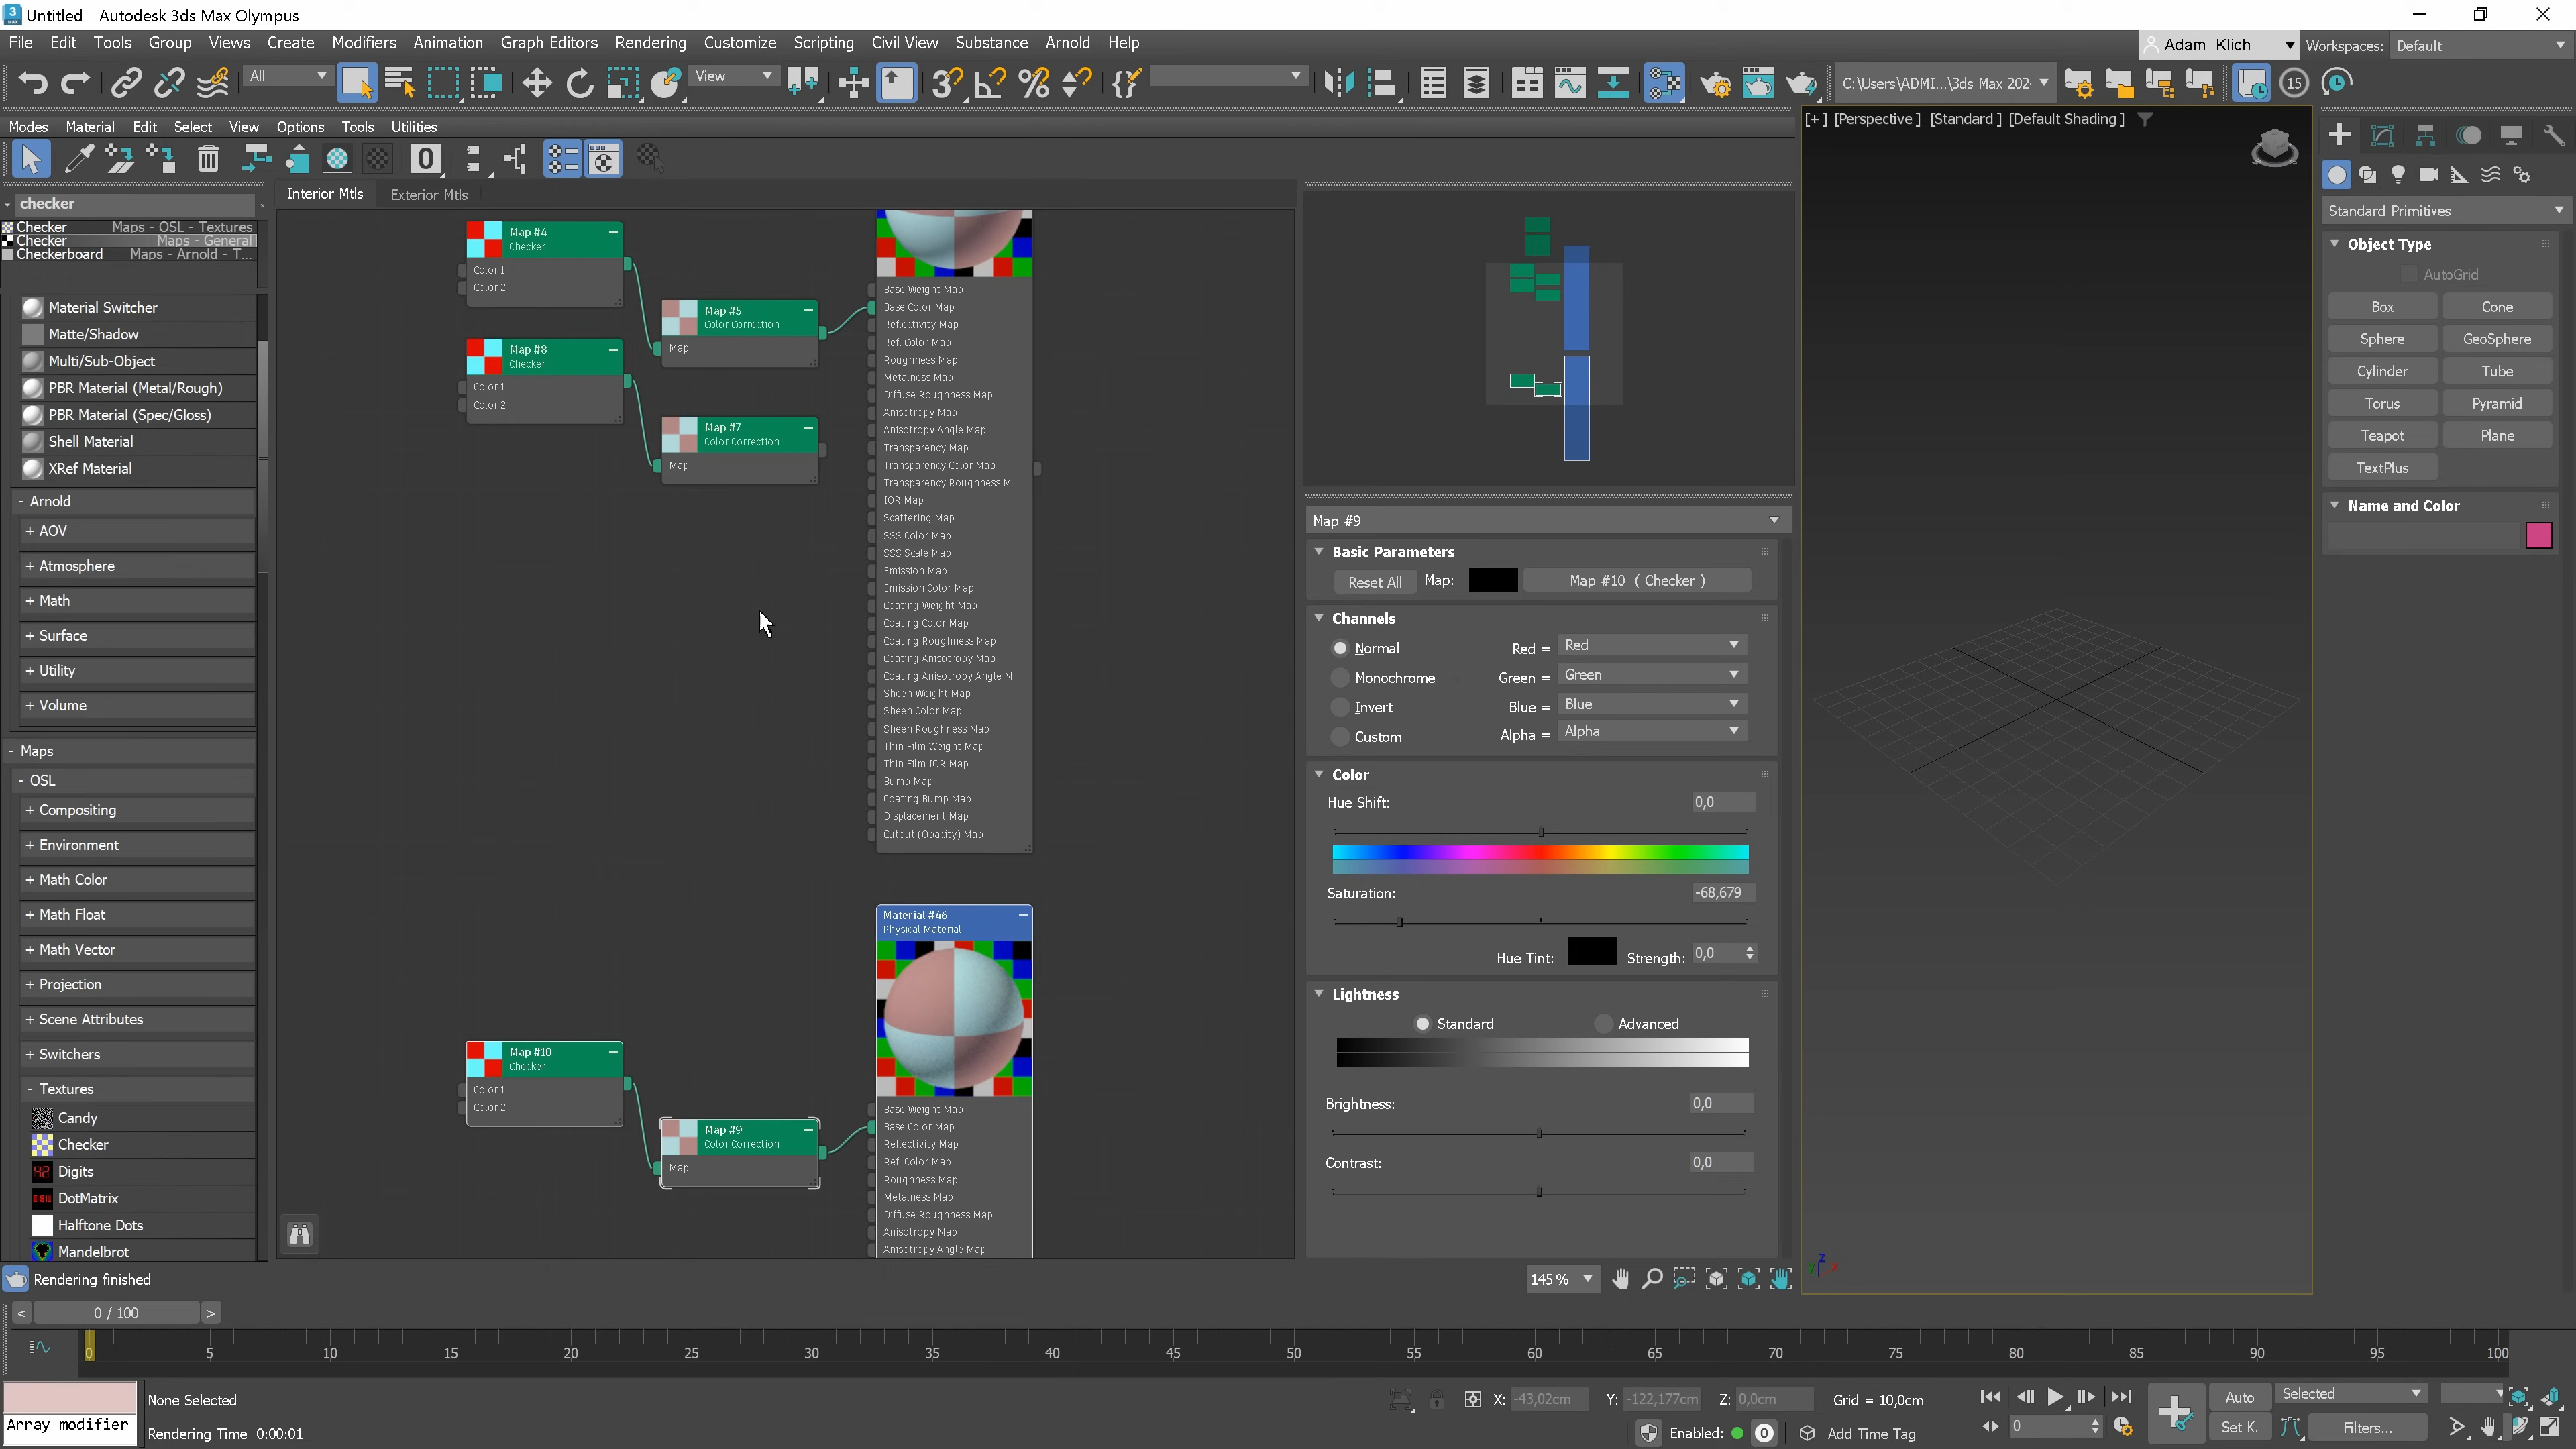 Untitled - Autodesk 3ds Max Olympus
File Edit Tools Group Views Create Modifiers Animation Graph Editors Rendering Customize Scripting Civil View Substance Arnold Help
Adam Klich Workspaces: Default
All View C:\Users\ADMI...\3ds Max 202 15
Modes Material Edit Select View Options Tools Utilities
[+] [Perspective] [Standard] [Default Shading]
Interior Mtls Exterior Mtls
checker
Checker Maps - OSL - Textures
Checker Maps - General
Checkerboard Maps - Arnold - T...
Material Switcher
Matte/Shadow
Multi/Sub-Object
PBR Material (Metal/Rough)
PBR Material (Spec/Gloss)
Shell Material
XRef Material
- Arnold
+ AOV
+ Atmosphere
+ Math
+ Surface
+ Utility
+ Volume
- Maps
- OSL
+ Compositing
+ Environment
+ Math Color
+ Math Float
+ Math Vector
+ Projection
+ Scene Attributes
+ Switchers
- Textures
Candy
Checker
Digits
DotMatrix
Halftone Dots
Mandelbrot
Map #4
Checker
Color 1
Color 2
Map #8
Checker
Color 1
Color 2
Map #5
Color Correction
Map
Map #7
Color Correction
Map
Base Weight Map
Base Color Map
Reflectivity Map
Refl Color Map
Roughness Map
Metalness Map
Diffuse Roughness Map
Anisotropy Map
Anisotropy Angle Map
Transparency Map
Transparency Color Map
Transparency Roughness M...
IOR Map
Scattering Map
SSS Color Map
SSS Scale Map
Emission Map
Emission Color Map
Coating Weight Map
Coating Color Map
Coating Roughness Map
Coating Anisotropy Map
Coating Anisotropy Angle M...
Sheen Weight Map
Sheen Color Map
Sheen Roughness Map
Thin Film Weight Map
Thin Film IOR Map
Bump Map
Coating Bump Map
Displacement Map
Cutout (Opacity) Map
Map #10
Checker
Color 1
Color 2
Map #9
Color Correction
Map
Material #46
Physical Material
Base Weight Map
Base Color Map
Reflectivity Map
Refl Color Map
Roughness Map
Metalness Map
Diffuse Roughness Map
Anisotropy Map
Anisotropy Angle Map
Map #9
Basic Parameters
Reset All Map: Map #10 ( Checker )
Channels
Normal Red = Red
Monochrome Green = Green
Invert Blue = Blue
Custom Alpha = Alpha
Color
Hue Shift: 0,0
Saturation: -68,679
Hue Tint: Strength: 0,0
Lightness
Standard Advanced
Brightness: 0,0
Contrast: 0,0
145 %
Standard Primitives
Object Type
AutoGrid
Box Cone
Sphere GeoSphere
Cylinder Tube
Torus Pyramid
Teapot Plane
TextPlus
Name and Color
z
y x
Rendering finished
< 0 / 100 >
0 5 10 15 20 25 30 35 40 45 50 55 60 65 70 75 80 85 90 95 100
None Selected X: -43,02cm Y: -122,177cm Z: 0,0cm Grid = 10,0cm Auto Selected
Array modifier Rendering Time 0:00:01 Enabled: 0 Add Time Tag 0 Set K. Filters...